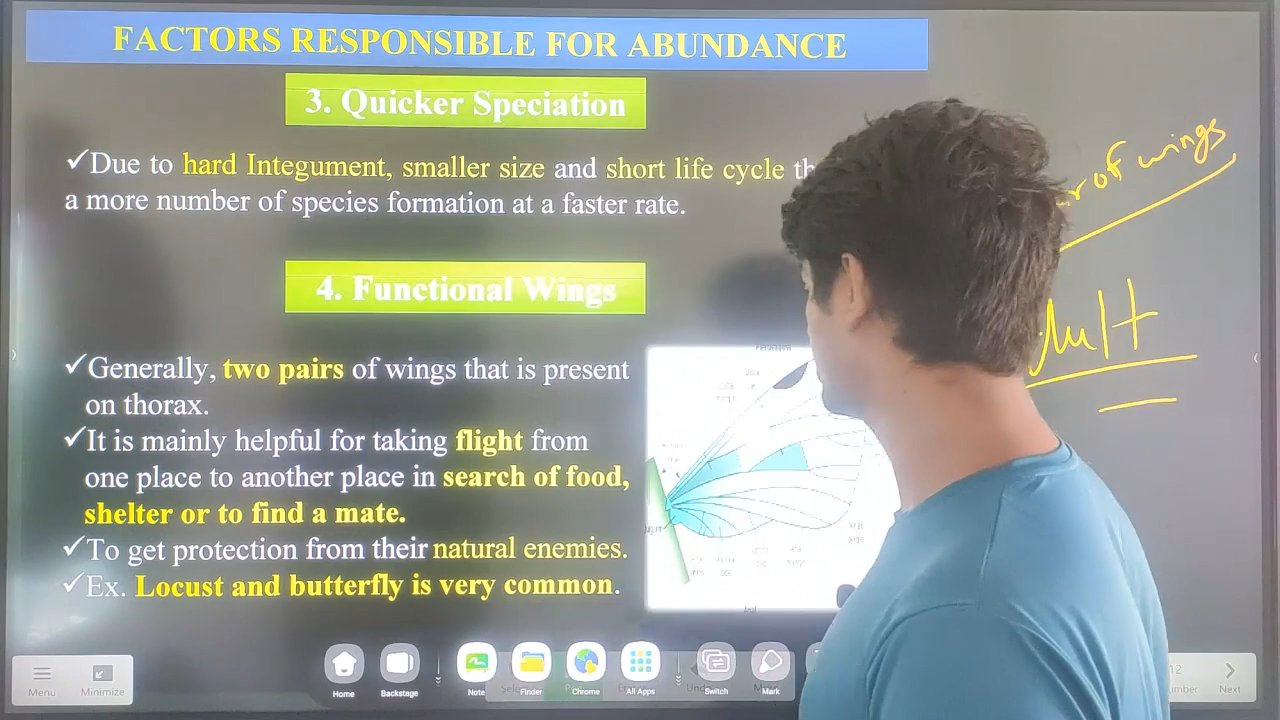 FACTORS RESPONSIBLE FOR ABUNDANCE
3. Quicker Speciation
✓Due to hard Integument, smaller size and short life cycle
a more number of species formation at a faster rate.
of wings
4. Functional Wings
✓Generally, two pairs of wings that is present
on thorax.
✓It is mainly helpful for taking flight from
one place to another place in search of food,
shelter or to find a mate.
✓To get protection from their natural enemies.
✓Ex. Locust and butterfly is very common.
Menu
Minimize
Home
Backstage
Note
Finder
Chrome
All Apps
Switch
Mark
12
Next